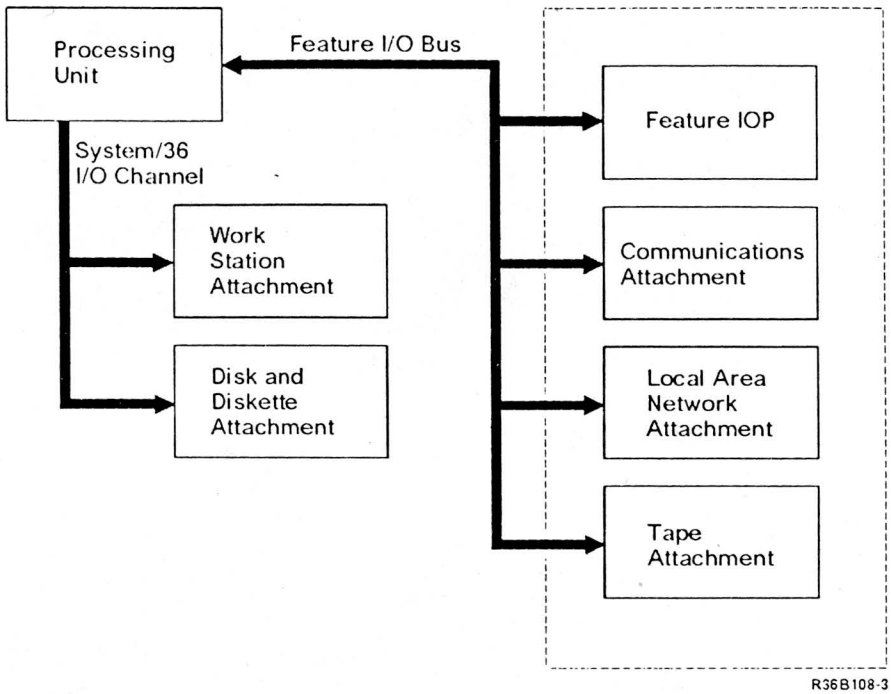 Processing
Unit
Feature I/O Bus
System/36
I/O Channel
Work
Station
Attachment
Disk and
Diskette
Attachment
Feature IOP
Communications
Attachment
Local Area
Network
Attachment
Tape
Attachment
R36B108-3